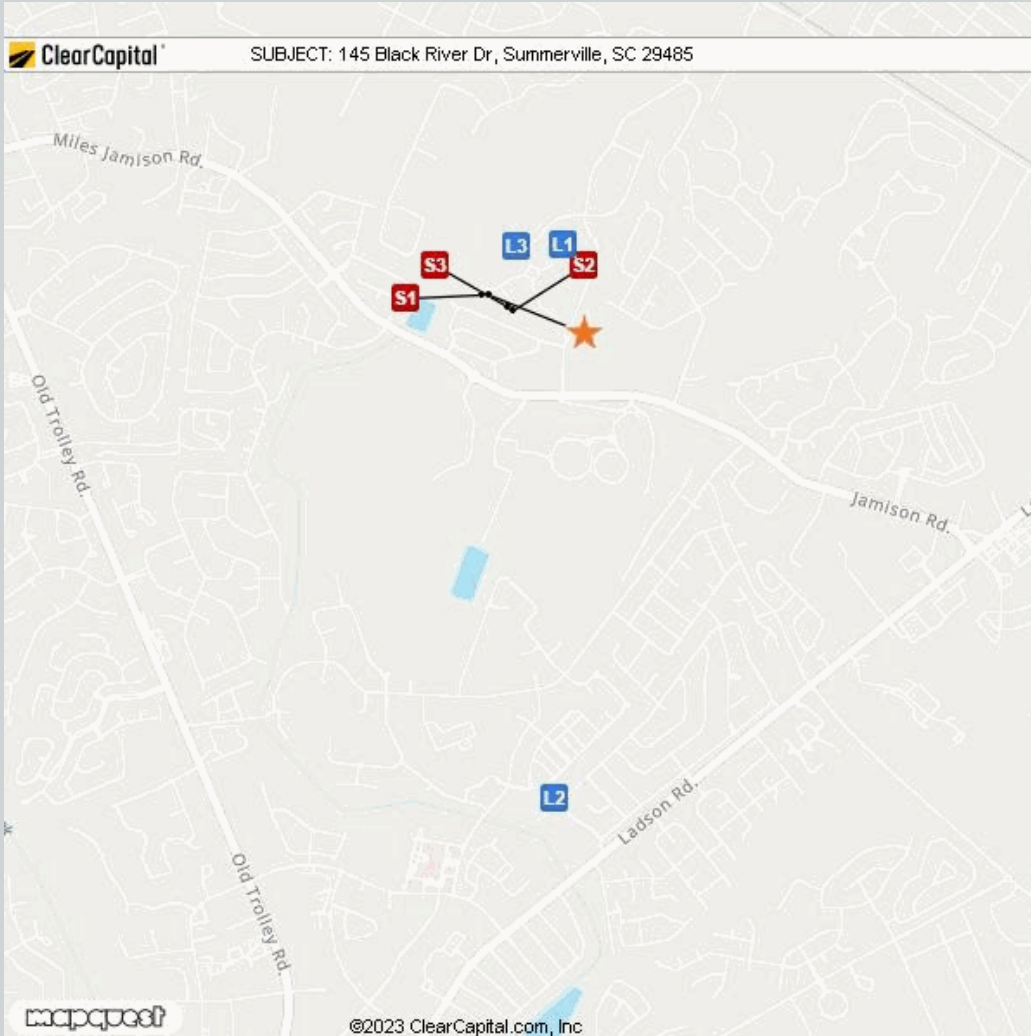 ClearCapital SUBJECT: 145 Black River Dr, Summerville, SC 29485
Miles Jamison Rd.
L3
L1
S3
S2
S1
Old Trolley Rd.
Jamison Rd.
L2
Ladson Rd.
Old Trolley Rd.
mapquest
©2023 ClearCapital.com, Inc